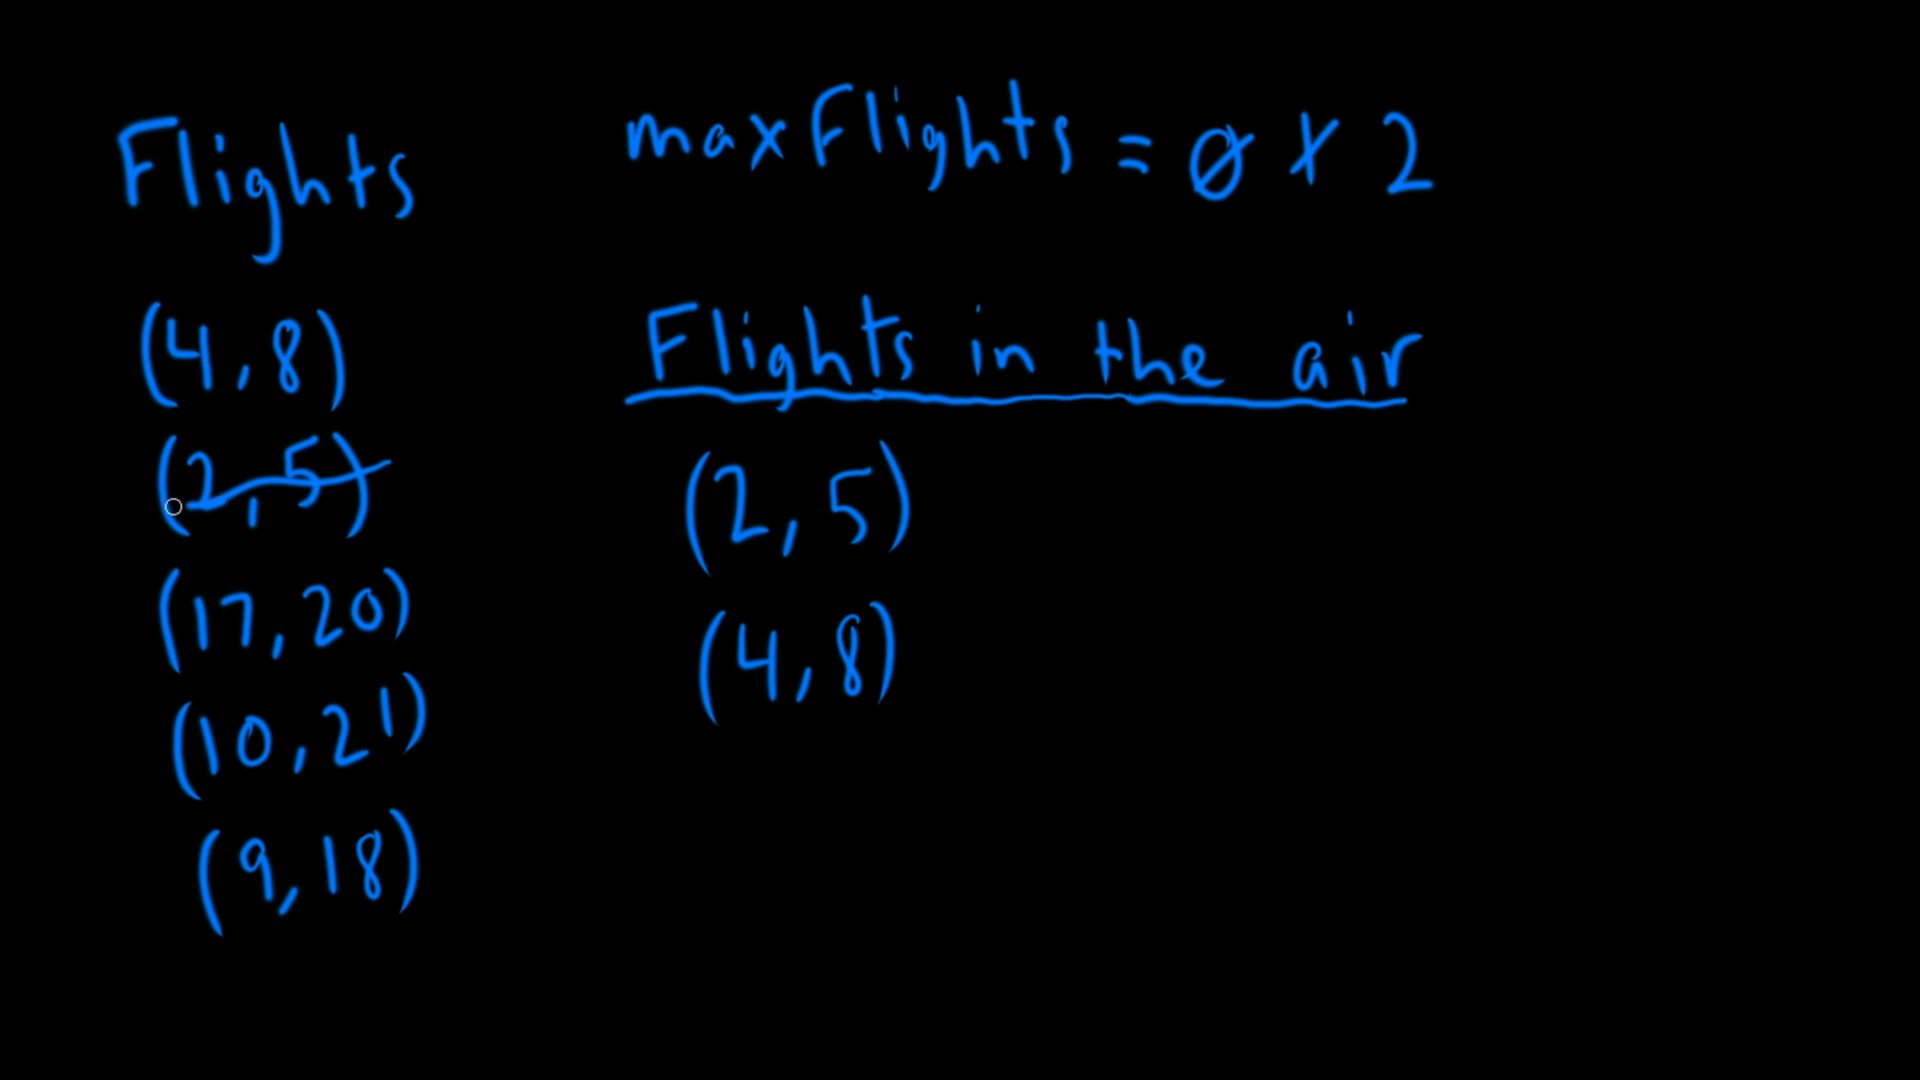 Flights
(4,8)
(2,5)
(17,20)
(10,21)
(9,18)
maxFlights = 0 1 2
Flights in the air
(2,5)
(4,8)